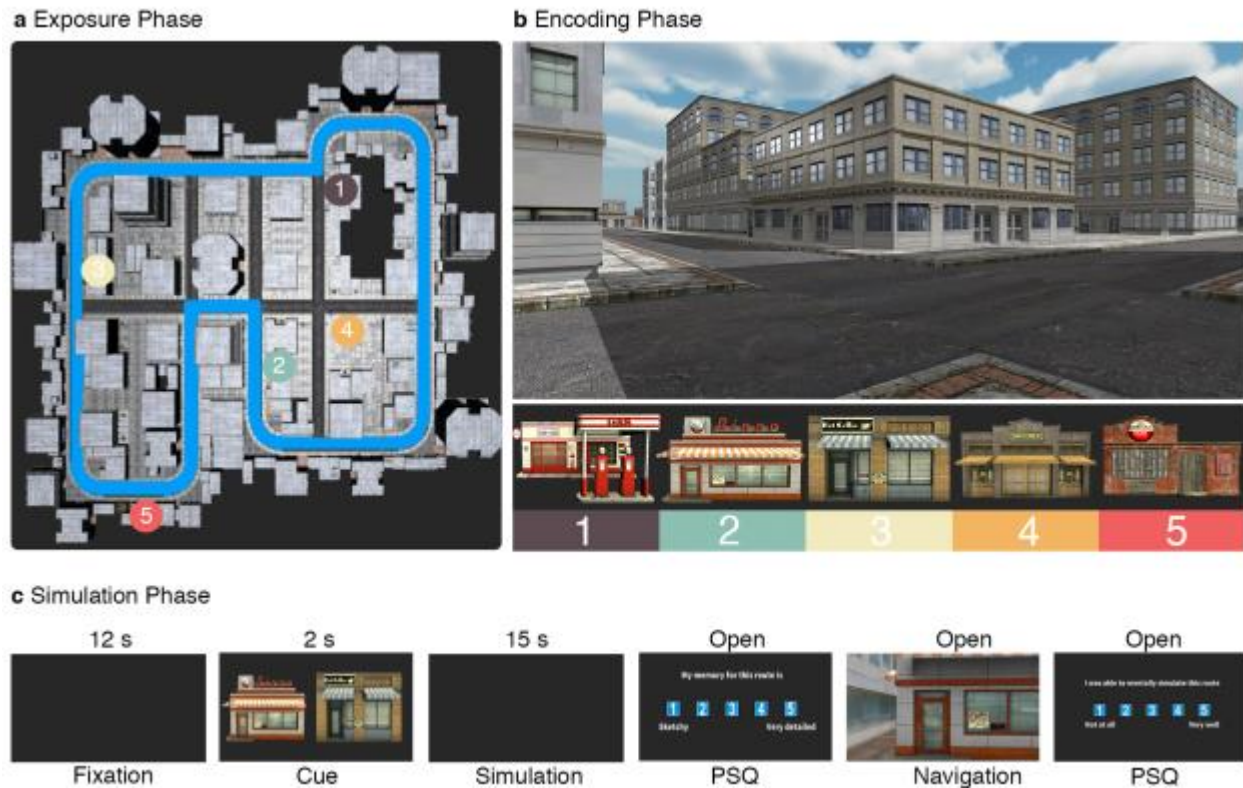 a Exposure Phase
b Encoding Phase
1
3
4
2
5
1 2 3 4 5
c Simulation Phase
12 s 2 s 15 s Open Open Open
My memory for this route is
1 2 3 4 5
Sketchy Very detailed
I was able to mentally simulate this route
1 2 3 4 5
Not at all Very well
Fixation Cue Simulation PSQ Navigation PSQ